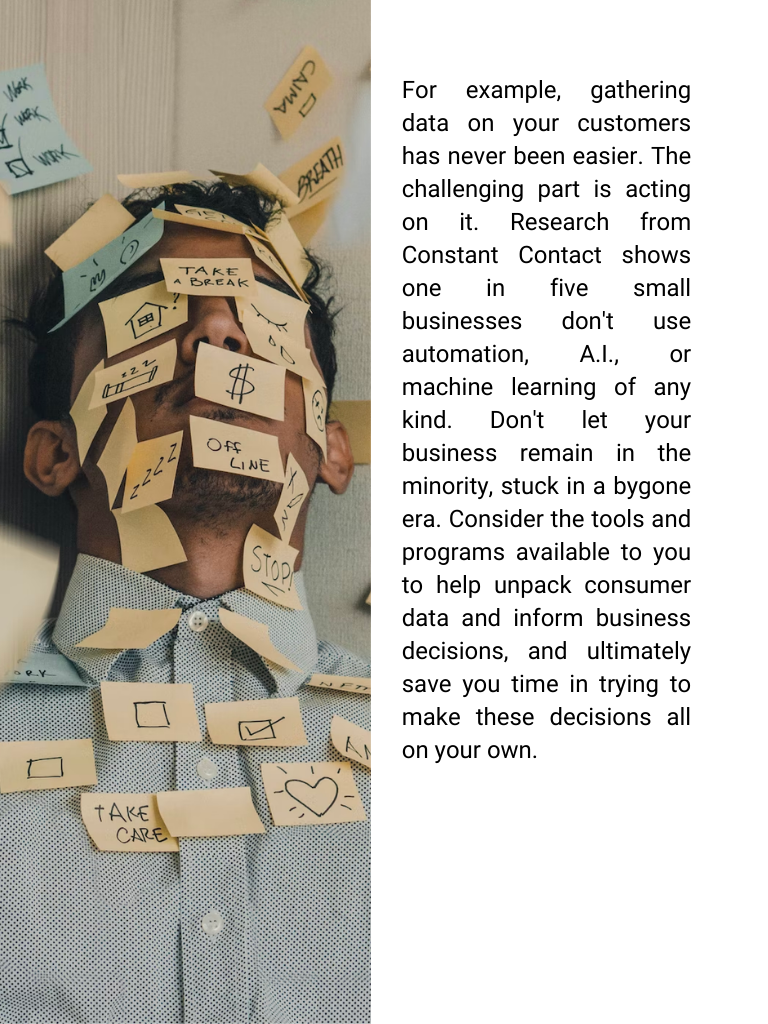 WORK
WORK
WORK
CALMA
BREATH
TAKE
A BREAK
?
zzz
$
OFF
LINE
ZZZZ
STOP!
TAKE
CARE
For example, gathering
data on your customers
has never been easier. The
challenging part is acting
on it. Research from
Constant Contact shows
one in five small
businesses don't use
automation, A.I., or
machine learning of any
kind. Don't let your
business remain in the
minority, stuck in a bygone
era. Consider the tools and
programs available to you
to help unpack consumer
data and inform business
decisions, and ultimately
save you time in trying to
make these decisions all
on your own.